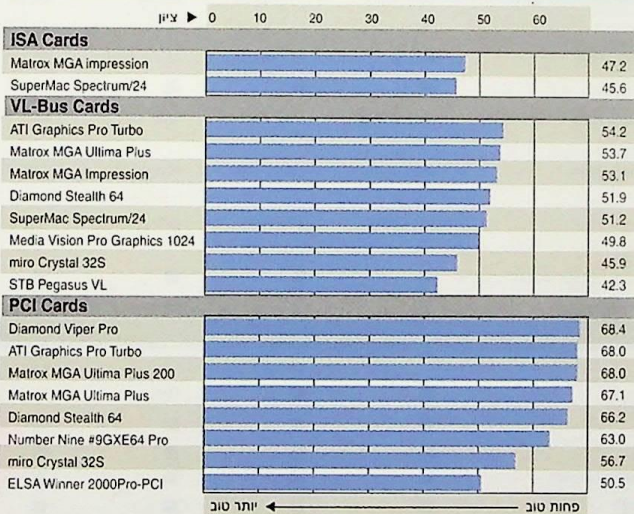 ציון ◀ 0 10 20 30 40 50 60
ISA Cards
Matrox MGA impression 47.2
SuperMac Spectrum/24 45.6
VL-Bus Cards
ATI Graphics Pro Turbo 54.2
Matrox MGA Ultima Plus 53.7
Matrox MGA Impression 53.1
Diamond Stealth 64 51.9
SuperMac Spectrum/24 51.2
Media Vision Pro Graphics 1024 49.8
miro Crystal 32S 45.9
STB Pegasus VL 42.3
PCI Cards
Diamond Viper Pro 68.4
ATI Graphics Pro Turbo 68.0
Matrox MGA Ultima Plus 200 68.0
Matrox MGA Ultima Plus 67.1
Diamond Stealth 64 66.2
Number Nine #9GXE64 Pro 63.0
miro Crystal 32S 56.7
ELSA Winner 2000Pro-PCI 50.5
פחות טוב ◀ יותר טוב